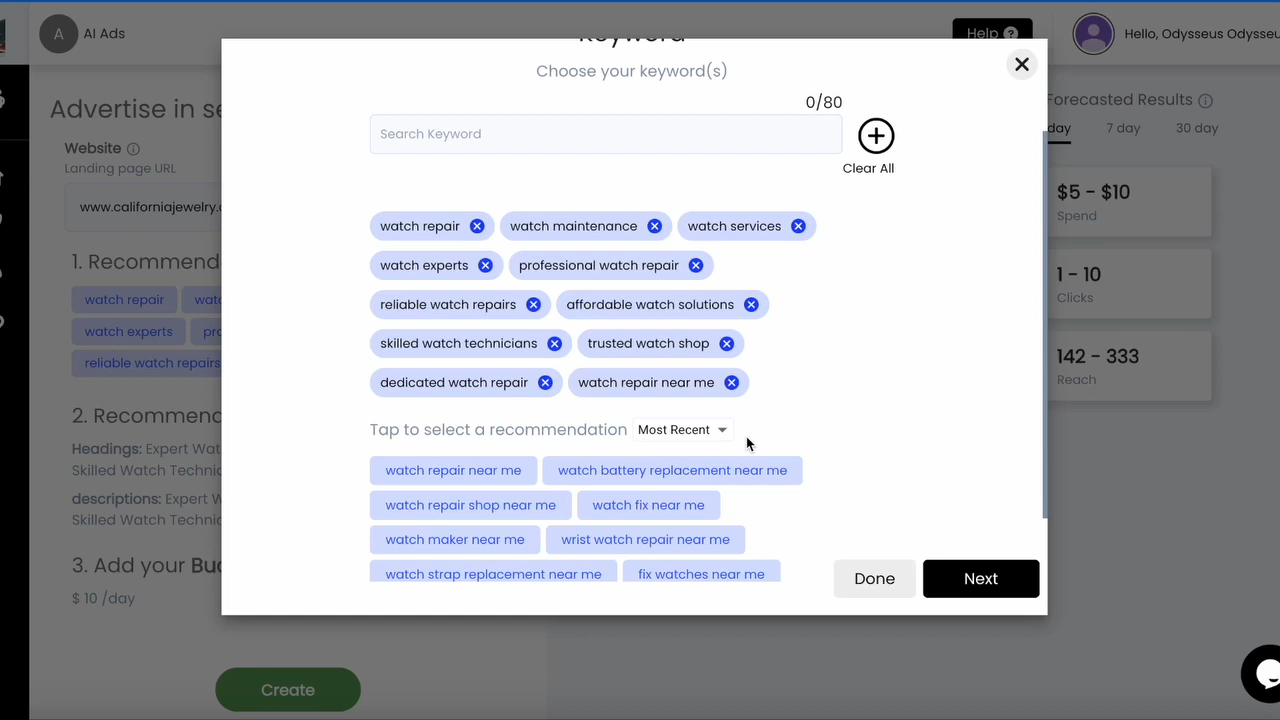 A AI Ads
Help ?
Hello, Odysseus Odysseu
Keyword
Choose your keyword(s)
0/80
Search Keyword
Clear All
watch repair
watch maintenance
watch services
watch experts
professional watch repair
reliable watch repairs
affordable watch solutions
skilled watch technicians
trusted watch shop
dedicated watch repair
watch repair near me
Tap to select a recommendation Most Recent
watch repair near me
watch battery replacement near me
watch repair shop near me
watch fix near me
watch maker near me
wrist watch repair near me
watch strap replacement near me
fix watches near me
Done
Next
Advertise in se
Website
Landing page URL
www.californiajewelry.c
1. Recommend
watch repair
watc
watch experts
pro
reliable watch repairs
2. Recommend
Headings: Expert Wat
Skilled Watch Technic
descriptions: Expert W
Skilled Watch Technic
3. Add your Bud
$ 10 /day
Create
Forecasted Results
day
7 day
30 day
$5 - $10
Spend
1 - 10
Clicks
142 - 333
Reach